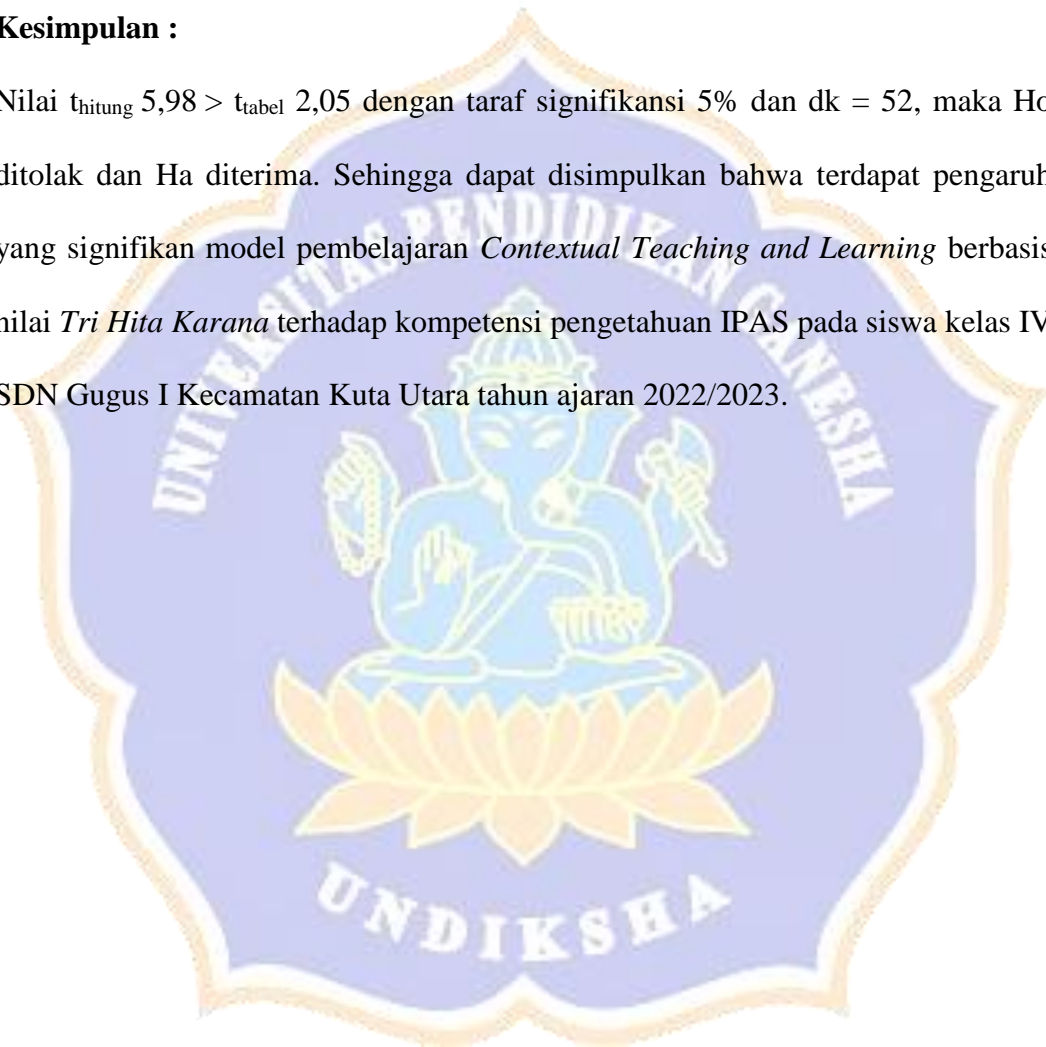 Kesimpulan :
Nilai thitung 5,98 > ttabel 2,05 dengan taraf signifikansi 5% dan dk = 52, maka Ho
ditolak dan Ha diterima. Sehingga dapat disimpulkan bahwa terdapat pengaruh
yang signifikan model pembelajaran Contextual Teaching and Learning berbasis
nilai Tri Hita Karana terhadap kompetensi pengetahuan IPAS pada siswa kelas IV
SDN Gugus I Kecamatan Kuta Utara tahun ajaran 2022/2023.
UNIVERSITAS PENDIDIKAN GANESHA
UNDIKSHA